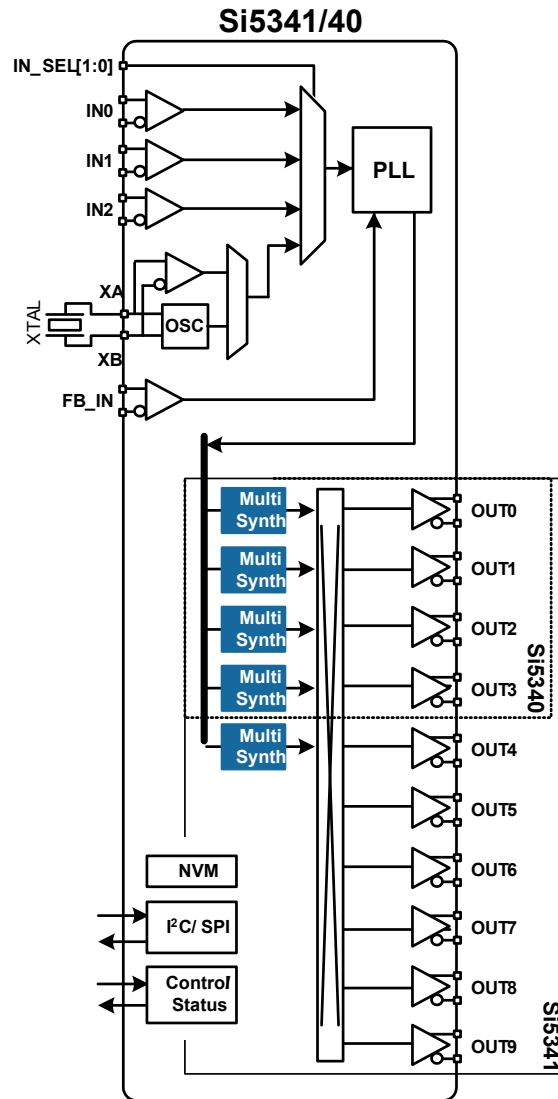 Si5341/40
IN_SEL[1:0]
IN0
IN1
IN2
PLL
XA
XTAL
OSC
XB
FB_IN
Multi
Synth
OUT0
Multi
Synth
OUT1
Multi
Synth
OUT2
Multi
Synth
OUT3
Si5340
Multi
Synth
OUT4
OUT5
OUT6
OUT7
OUT8
OUT9
Si5341
NVM
I²C/ SPI
Control/
Status